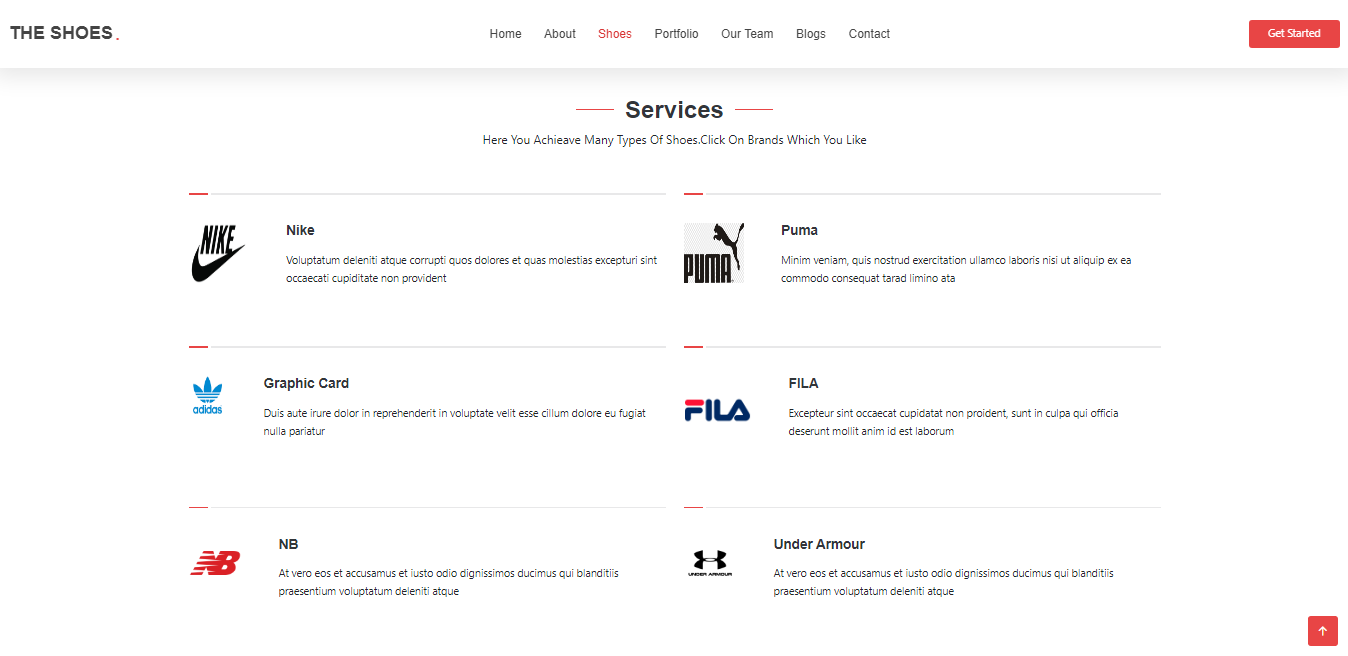 THE SHOES.
Home About Shoes Portfolio Our Team Blogs Contact
Get Started
Services
Here You Achieave Many Types Of Shoes.Click On Brands Which You Like
NIKE
Nike
Voluptatum deleniti atque corrupti quos dolores et quas molestias excepturi sint
occaecati cupiditate non provident
PUMA
Puma
Minim veniam, quis nostrud exercitation ullamco laboris nisi ut aliquip ex ea
commodo consequat tarad limino ata
adidas
Graphic Card
Duis aute irure dolor in reprehenderit in voluptate velit esse cillum dolore eu fugiat
nulla pariatur
FILA
FILA
Excepteur sint occaecat cupidatat non proident, sunt in culpa qui officia
deserunt mollit anim id est laborum
NB
NB
At vero eos et accusamus et iusto odio dignissimos ducimus qui blanditiis
praesentium voluptatum deleniti atque
UNDER ARMOUR
Under Armour
At vero eos et accusamus et iusto odio dignissimos ducimus qui blanditiis
praesentium voluptatum deleniti atque